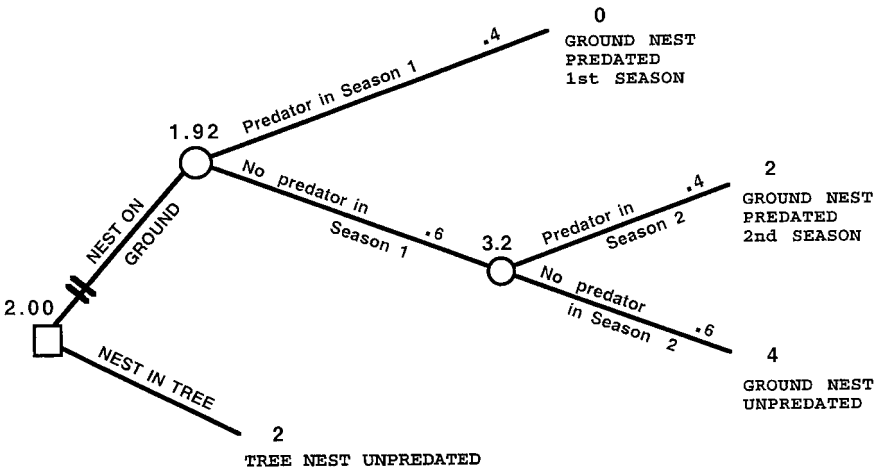 0
.4
GROUND NEST
PREDATED
1st SEASON
Predator in Season 1
1.92
No predator in
Season 1
.6
2
.4
GROUND NEST
PREDATED
2nd SEASON
Predator in
Season 2
3.2
No predator
in Season 2
.6
4
GROUND NEST
UNPREDATED
NEST ON
GROUND
2.00
NEST IN TREE
2
TREE NEST UNPREDATED